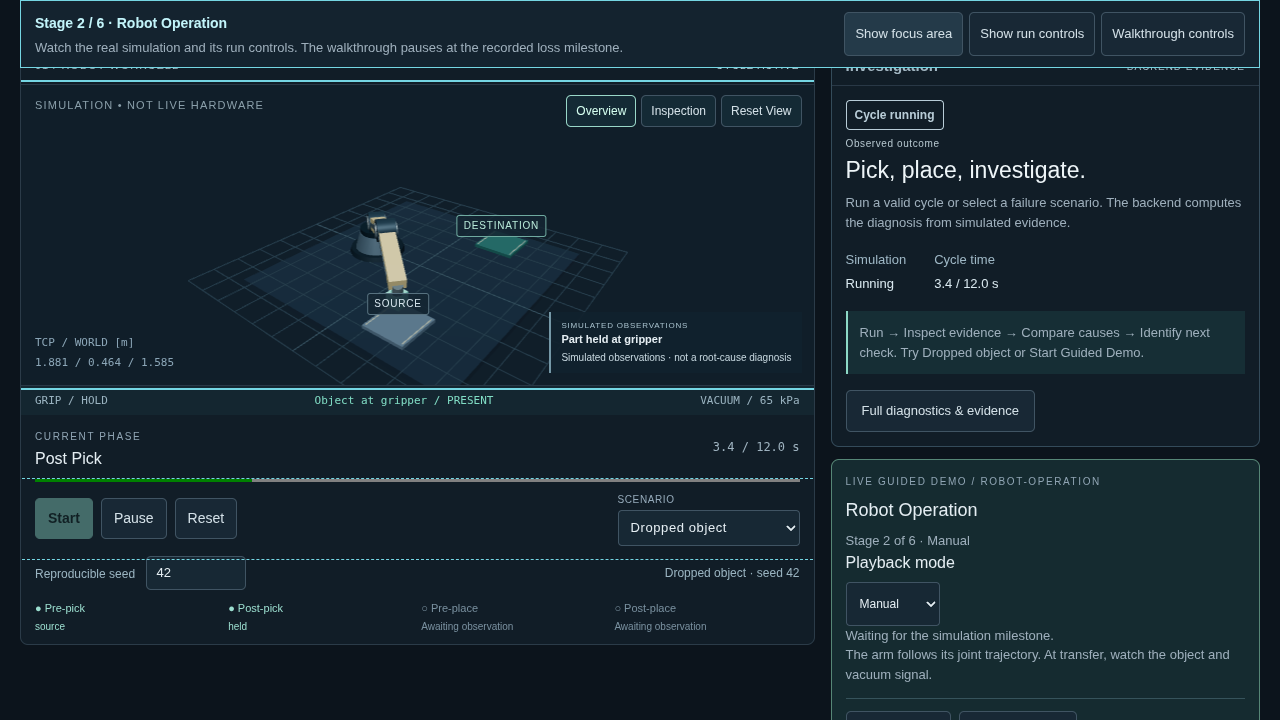 Stage 2 / 6 · Robot Operation
Watch the real simulation and its run controls. The walkthrough pauses at the recorded loss milestone.
Show focus area
Show run controls
Walkthrough controls
SIMULATION • NOT LIVE HARDWARE
Overview
Inspection
Reset View
DESTINATION
SOURCE
TCP / WORLD [m]
1.881 / 0.464 / 1.585
SIMULATED OBSERVATIONS
Part held at gripper
Simulated observations · not a root-cause diagnosis
GRIP / HOLD
Object at gripper / PRESENT
VACUUM / 65 kPa
CURRENT PHASE
Post Pick
3.4 / 12.0 s
Start
Pause
Reset
SCENARIO
Dropped object
Reproducible seed
42
Dropped object · seed 42
● Pre-pick
source
● Post-pick
held
○ Pre-place
Awaiting observation
○ Post-place
Awaiting observation
Investigation
BACKEND EVIDENCE
Cycle running
Observed outcome
Pick, place, investigate.
Run a valid cycle or select a failure scenario. The backend computes
the diagnosis from simulated evidence.
Simulation
Cycle time
Running
3.4 / 12.0 s
Run → Inspect evidence → Compare causes → Identify next
check. Try Dropped object or Start Guided Demo.
Full diagnostics & evidence
LIVE GUIDED DEMO / ROBOT-OPERATION
Robot Operation
Stage 2 of 6 · Manual
Playback mode
Manual
Waiting for the simulation milestone.
The arm follows its joint trajectory. At transfer, watch the object and
vacuum signal.